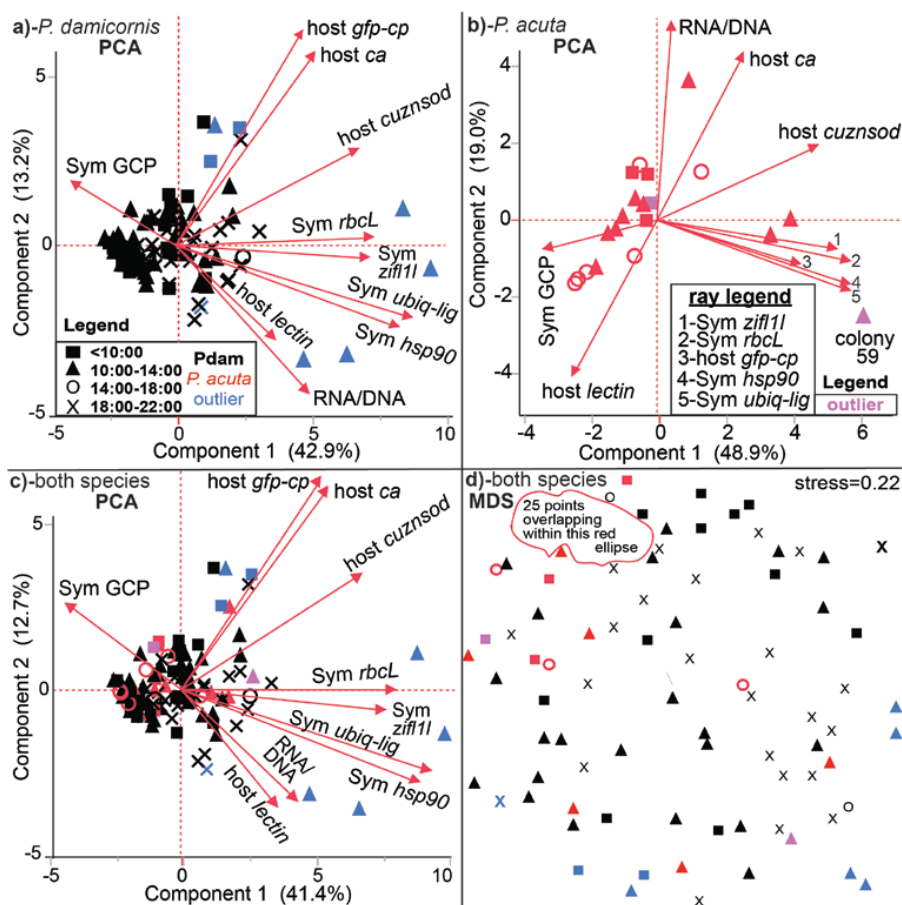 a)-P. damicornis
PCA
host gfp-cp
host ca
host cuznsod
Sym GCP
Sym rbcL
Sym
zifl1l
Sym ubiq-lig
Sym hsp90
host lectin
RNA/DNA
Legend
<10:00
10:00-14:00
14:00-18:00
18:00-22:00
Pdam
P. acuta
outlier
Component 2 (13.2%)
5
0
-5
-5
0
5
10
Component 1 (42.9%)
b)-P. acuta
PCA
RNA/DNA
host ca
host cuznsod
Sym GCP
host lectin
1
2
3
4
5
ray legend
1-Sym zifl1l
2-Sym rbcL
3-host gfp-cp
4-Sym hsp90
5-Sym ubiq-lig
colony
59
Legend
outlier
Component 2 (19.0%)
4
2
0
-2
-4
-4
-2
0
2
4
6
Component 1 (48.9%)
c)-both species
PCA
host gfp-cp
host ca
host cuznsod
Sym GCP
Sym rbcL
Sym
zifl1l
Sym ubiq-lig
Sym hsp90
RNA/
DNA
host lectin
Component 2 (12.7%)
5
0
-5
-5
0
5
10
Component 1 (41.4%)
d)-both species
MDS
stress=0.22
25 points
overlapping
within this red
ellipse